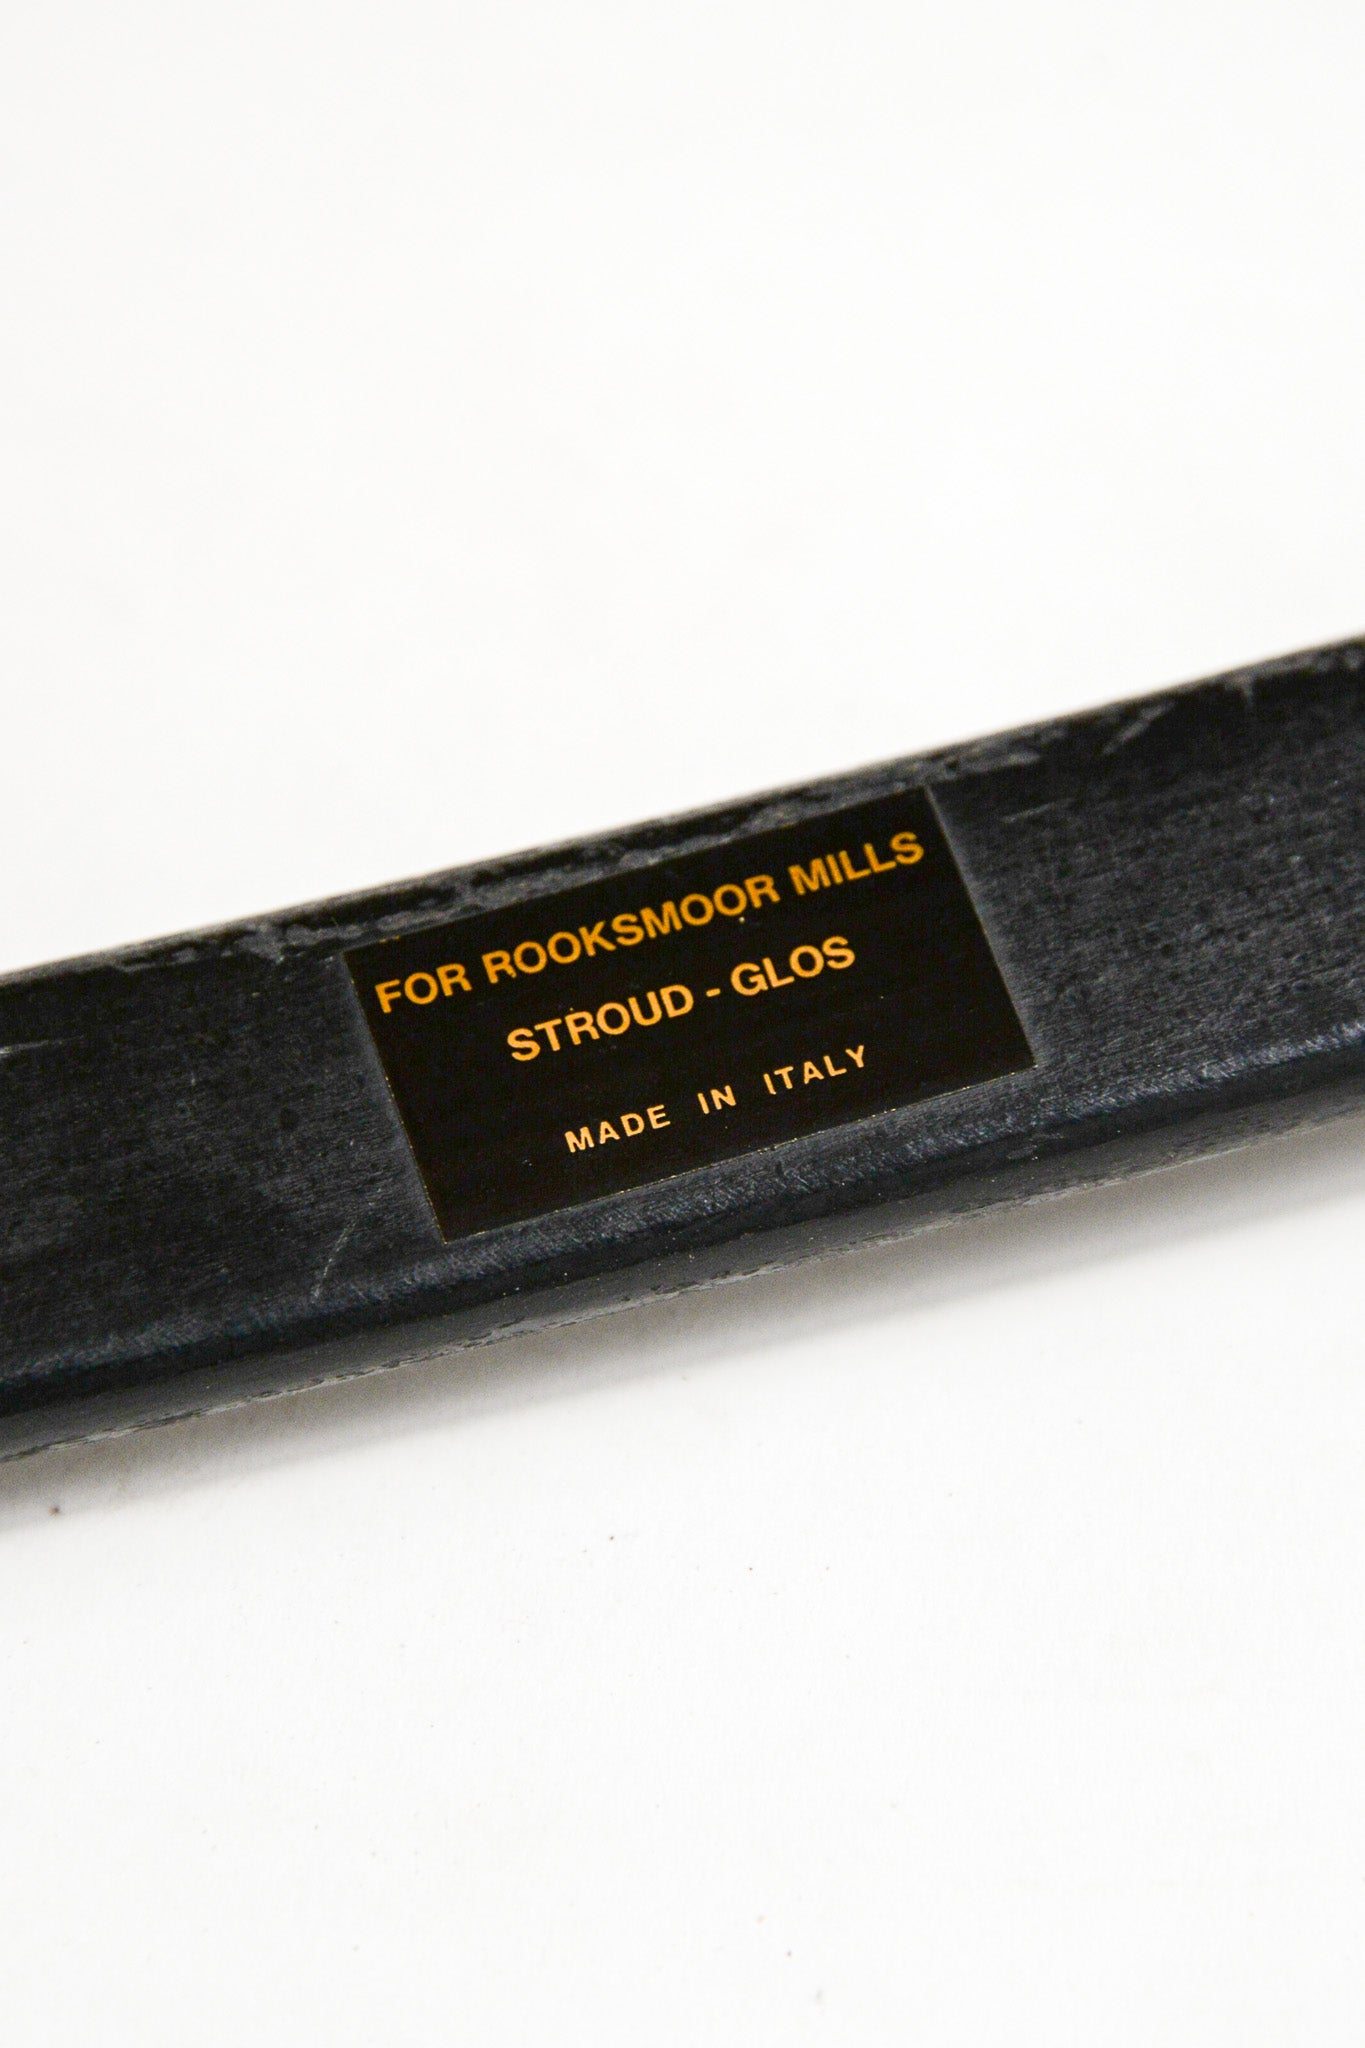 FOR ROOKSMOOR MILLS
STROUD - GLOS
MADE IN ITALY